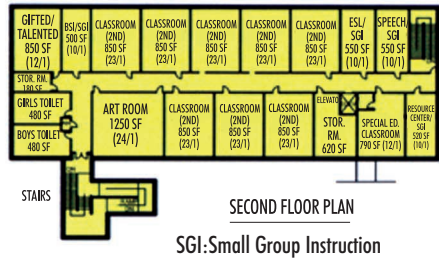 GIFTED/
TALENTED
850 SF
(12/1)
BSI/SGI
500 SF
(10/1)
CLASSROOM
(2ND)
850 SF
(23/1)
CLASSROOM
(2ND)
850 SF
(23/1)
CLASSROOM
(2ND)
850 SF
(23/1)
CLASSROOM
(2ND)
850 SF
(23/1)
CLASSROOM
(2ND)
850 SF
(23/1)
ESL/
SGI
550 SF
(10/1)
SPEECH/
SGI
550 SF
(10/1)
STOR. RM.
180 SF
GIRLS TOILET
480 SF
BOYS TOILET
480 SF
ART ROOM
1250 SF
(24/1)
CLASSROOM
(2ND)
850 SF
(23/1)
CLASSROOM
(2ND)
850 SF
(23/1)
CLASSROOM
(2ND)
850 SF
(23/1)
ELEVATOR
STOR.
RM.
620 SF
SPECIAL ED.
CLASSROOM
790 SF (12/1)
RESOURCE
CENTER/
SGI
520 SF
(10/1)
STAIRS
SECOND FLOOR PLAN
SGI:Small Group Instruction